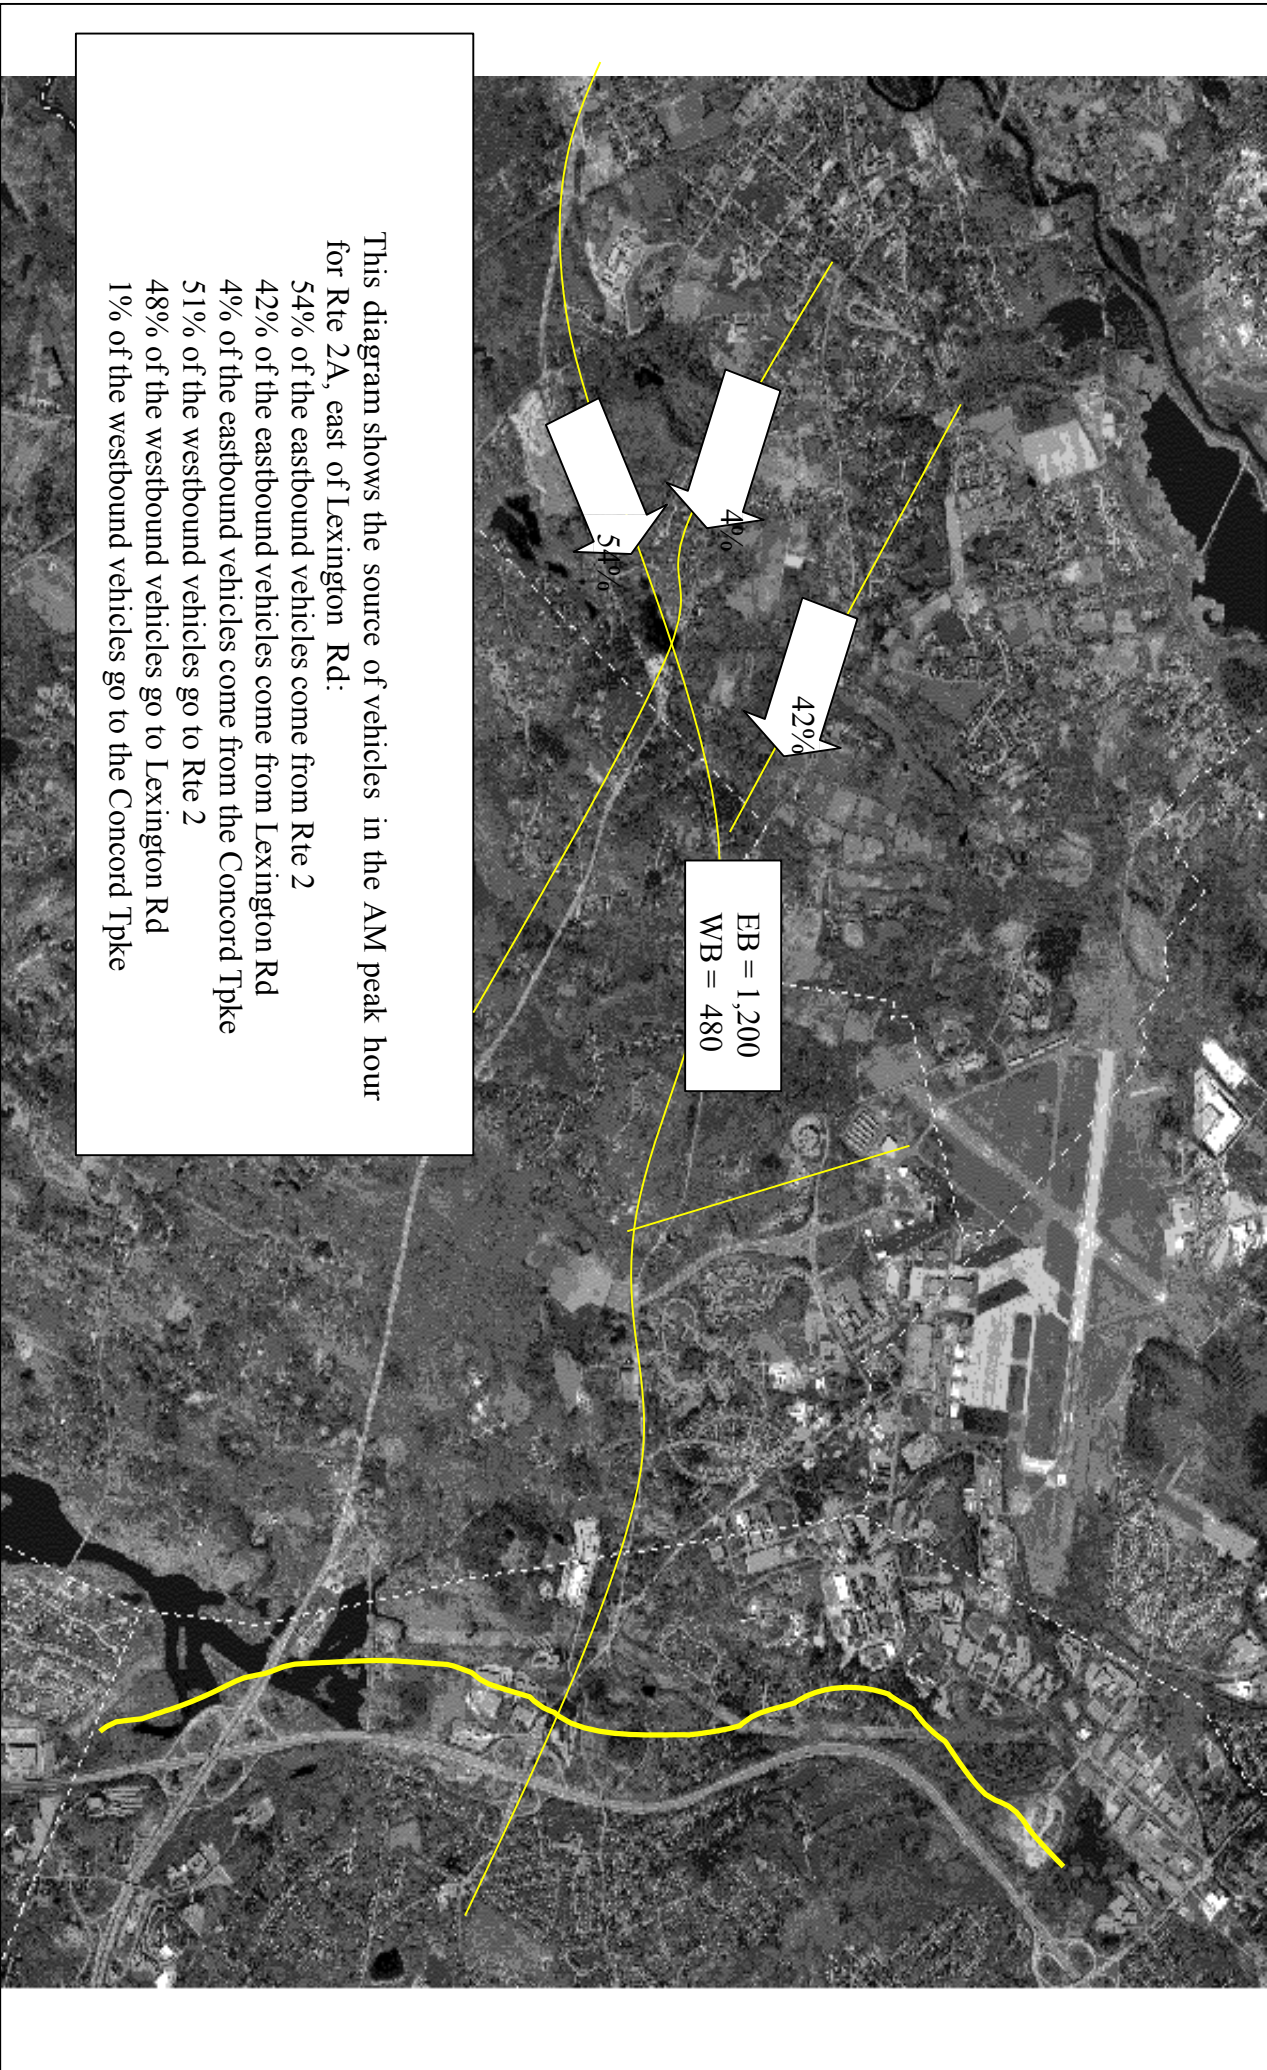 This diagram shows the source of vehicles in the AM peak hour
for Rte 2A, east of Lexington Rd:
54% of the eastbound vehicles come from Rte 2
42% of the eastbound vehicles come from Lexington Rd
4% of the eastbound vehicles come from the Concord Tpke
51% of the westbound vehicles go to Rte 2
48% of the westbound vehicles go to Lexington Rd
1% of the westbound vehicles go to the Concord Tpke
4%
54%
42%
EB = 1,200
WB = 480